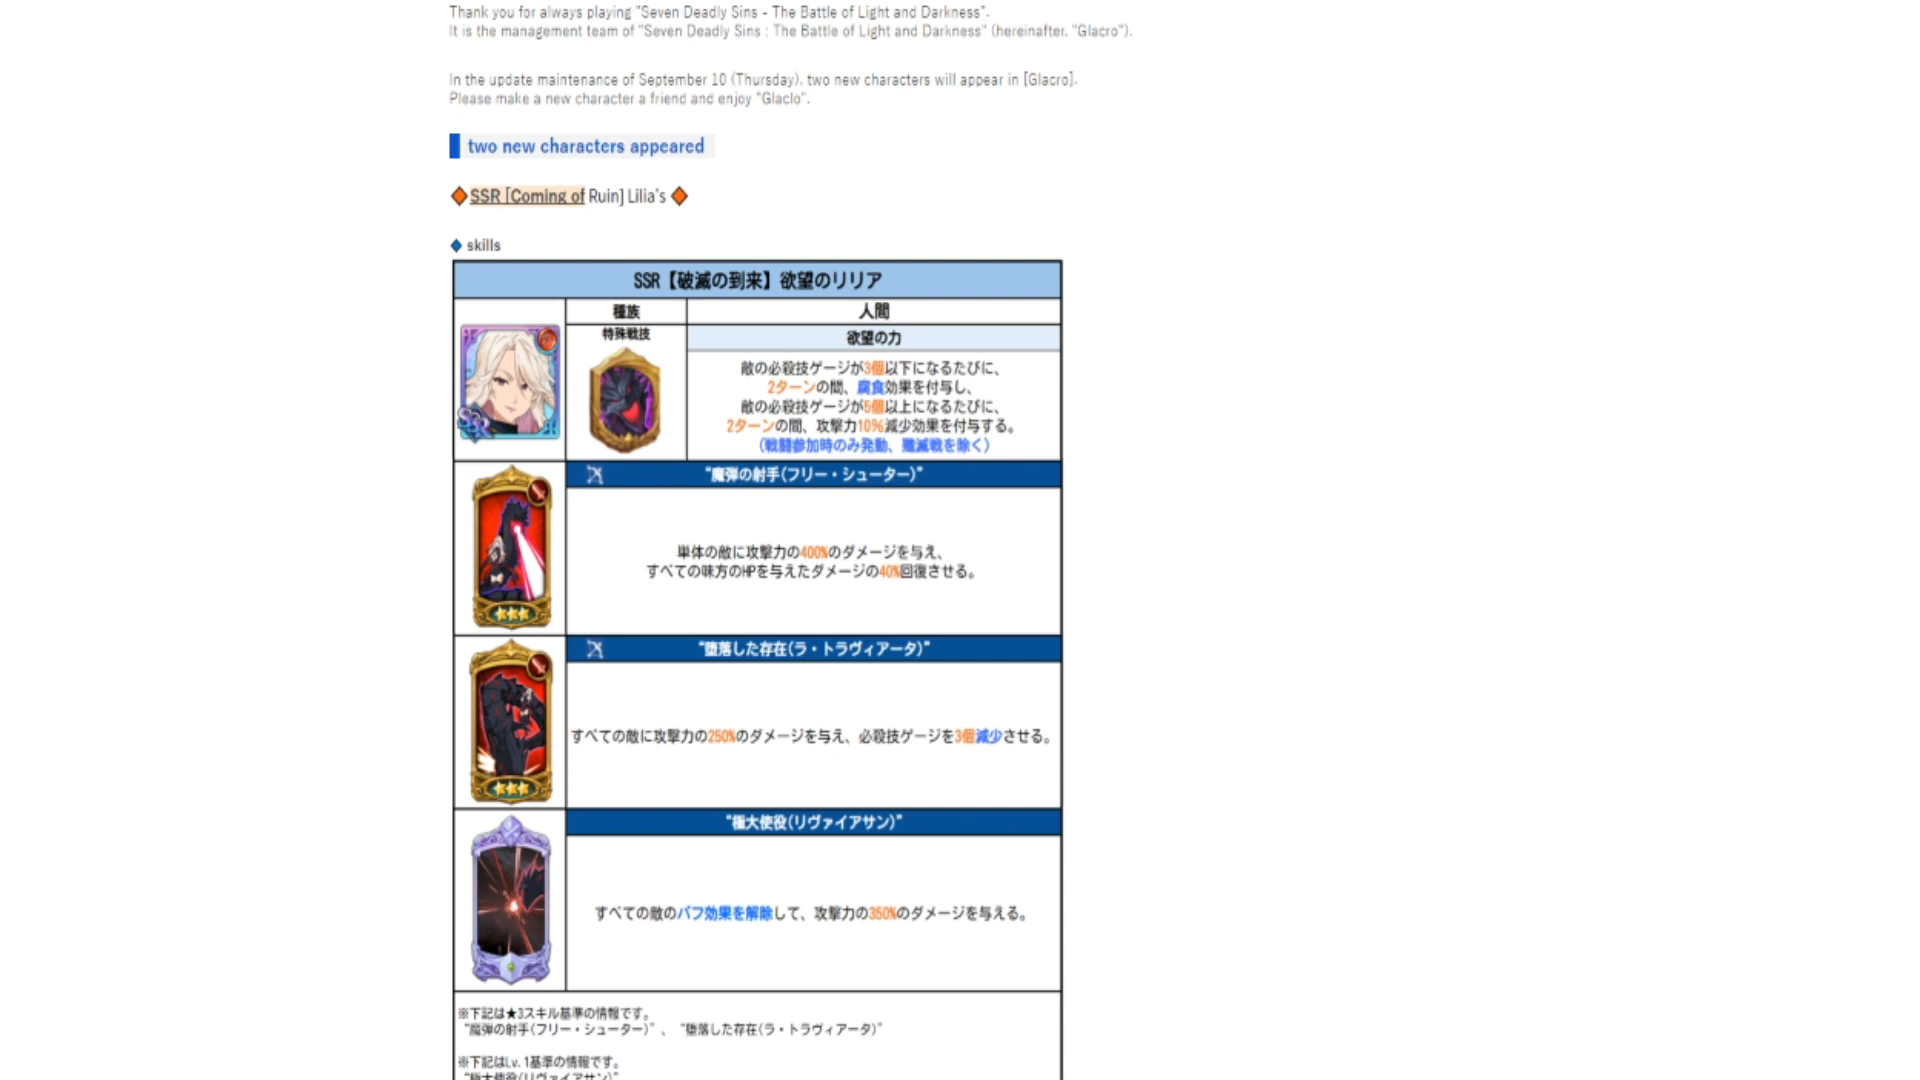 Thank you for always playing "Seven Deadly Sins - The Battle of Light and Darkness".
It is the management team of "Seven Deadly Sins : The Battle of Light and Darkness" (hereinafter, "Glacro").
In the update maintenance of September 10 (Thursday), two new characters will appear in [Glacro].
Please make a new character a friend and enjoy "Glaclo".
two new characters appeared
SSR [Coming of Ruin] Lilia's
skills
SSR【破滅の到来】欲望のリリア
種族 人間
特殊戦技 欲望の力
敵の必殺技ゲージが3個以下になるたびに、
2ターンの間、腐食効果を付与し、
敵の必殺技ゲージが5個以上になるたびに、
2ターンの間、攻撃力10%減少効果を付与する。
(戦闘参加時のみ発動、殲滅戦を除く)
"魔弾の射手(フリー・シューター)"
単体の敵に攻撃力の400%のダメージを与え、
すべての味方のHPを与えたダメージの40%回復させる。
"堕落した存在(ラ・トラヴィアータ)"
すべての敵に攻撃力の250%のダメージを与え、必殺技ゲージを3個減少させる。
"極大使役(リヴァイアサン)"
すべての敵のバフ効果を解除して、攻撃力の350%のダメージを与える。
※下記は★3スキル基準の情報です。
"魔弾の射手(フリー・シューター)" 、 "堕落した存在(ラ・トラヴィアータ)"
※下記はLv.1基準の情報です。
"極大使役(リヴァイアサン)"